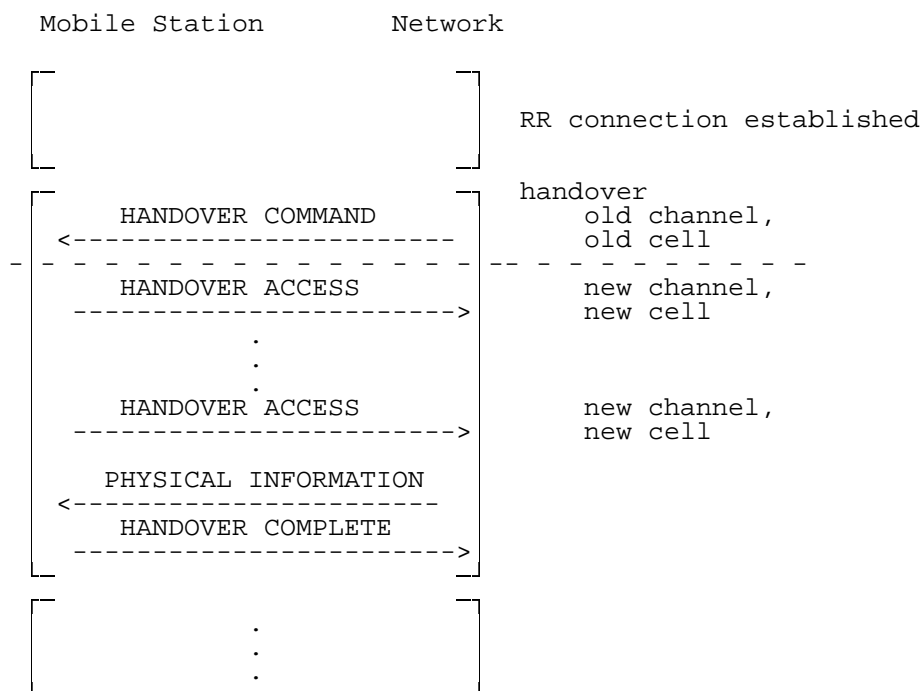 Mobile Station Network
RR connection established
handover
HANDOVER COMMAND old channel,
<------------------------ old cell
- - - - - - - - - - - - - - - -- - - - - - - - - -
HANDOVER ACCESS new channel,
------------------------> new cell
.
.
.
HANDOVER ACCESS new channel,
------------------------> new cell
PHYSICAL INFORMATION
<-----------------------
HANDOVER COMPLETE
------------------------>
.
.
.